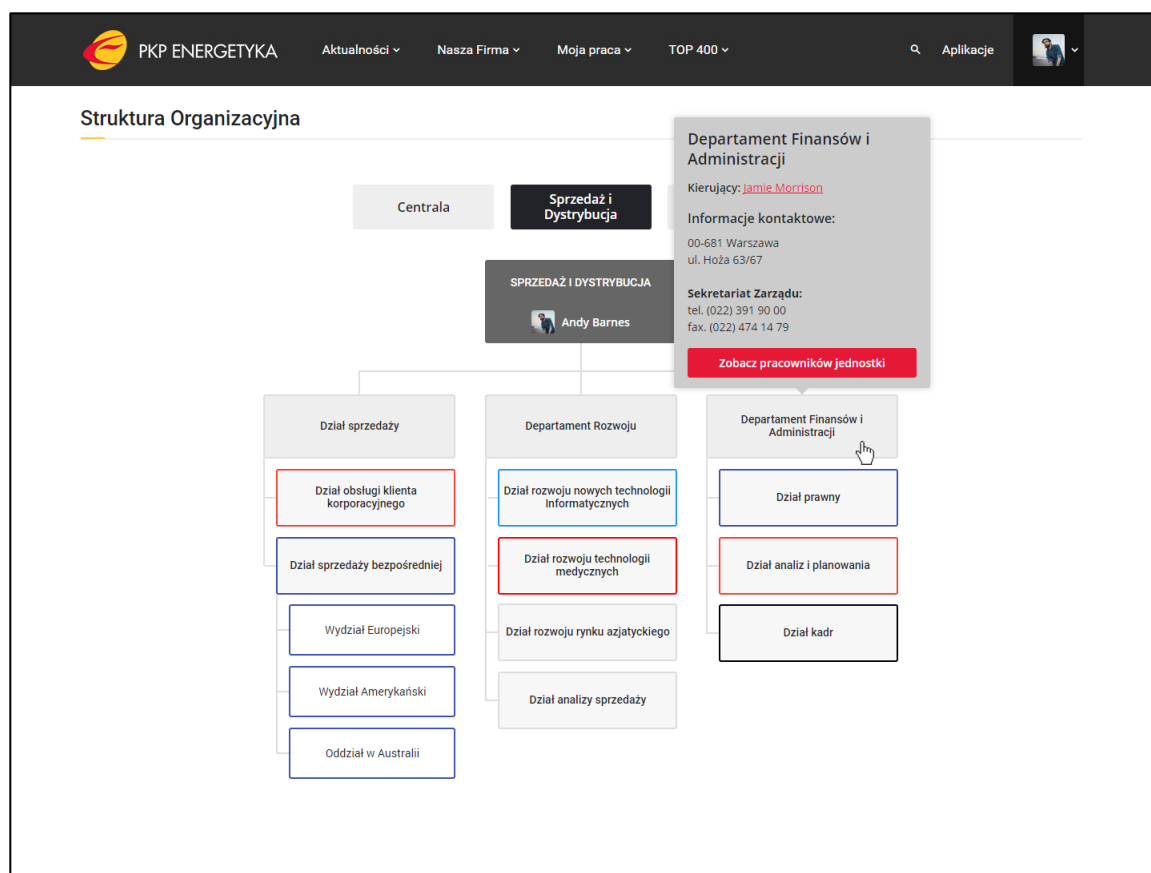 PKP ENERGETYKA
Aktualności
Nasza Firma
Moja praca
TOP 400
Aplikacje
Struktura Organizacyjna
Centrala
Sprzedaż i
Dystrybucja
Departament Finansów i
Administracji
Kierujący: Jamie Morrison
Informacje kontaktowe:
00-681 Warszawa
ul. Hoża 63/67
Sekretariat Zarządu:
tel. (022) 391 90 00
fax. (022) 474 14 79
Zobacz pracowników jednostki
SPRZEDAŻ I DYSTRYBUCJA
Andy Barnes
Dział sprzedaży
Dział obsługi klienta
korporacyjnego
Dział sprzedaży bezpośredniej
Wydział Europejski
Wydział Amerykański
Oddział w Australii
Departament Rozwoju
Dział rozwoju nowych technologii
Informatycznych
Dział rozwoju technologii
medycznych
Dział rozwoju rynku azjatyckiego
Dział analizy sprzedaży
Departament Finansów i
Administracji
Dział prawny
Dział analiz i planowania
Dział kadr